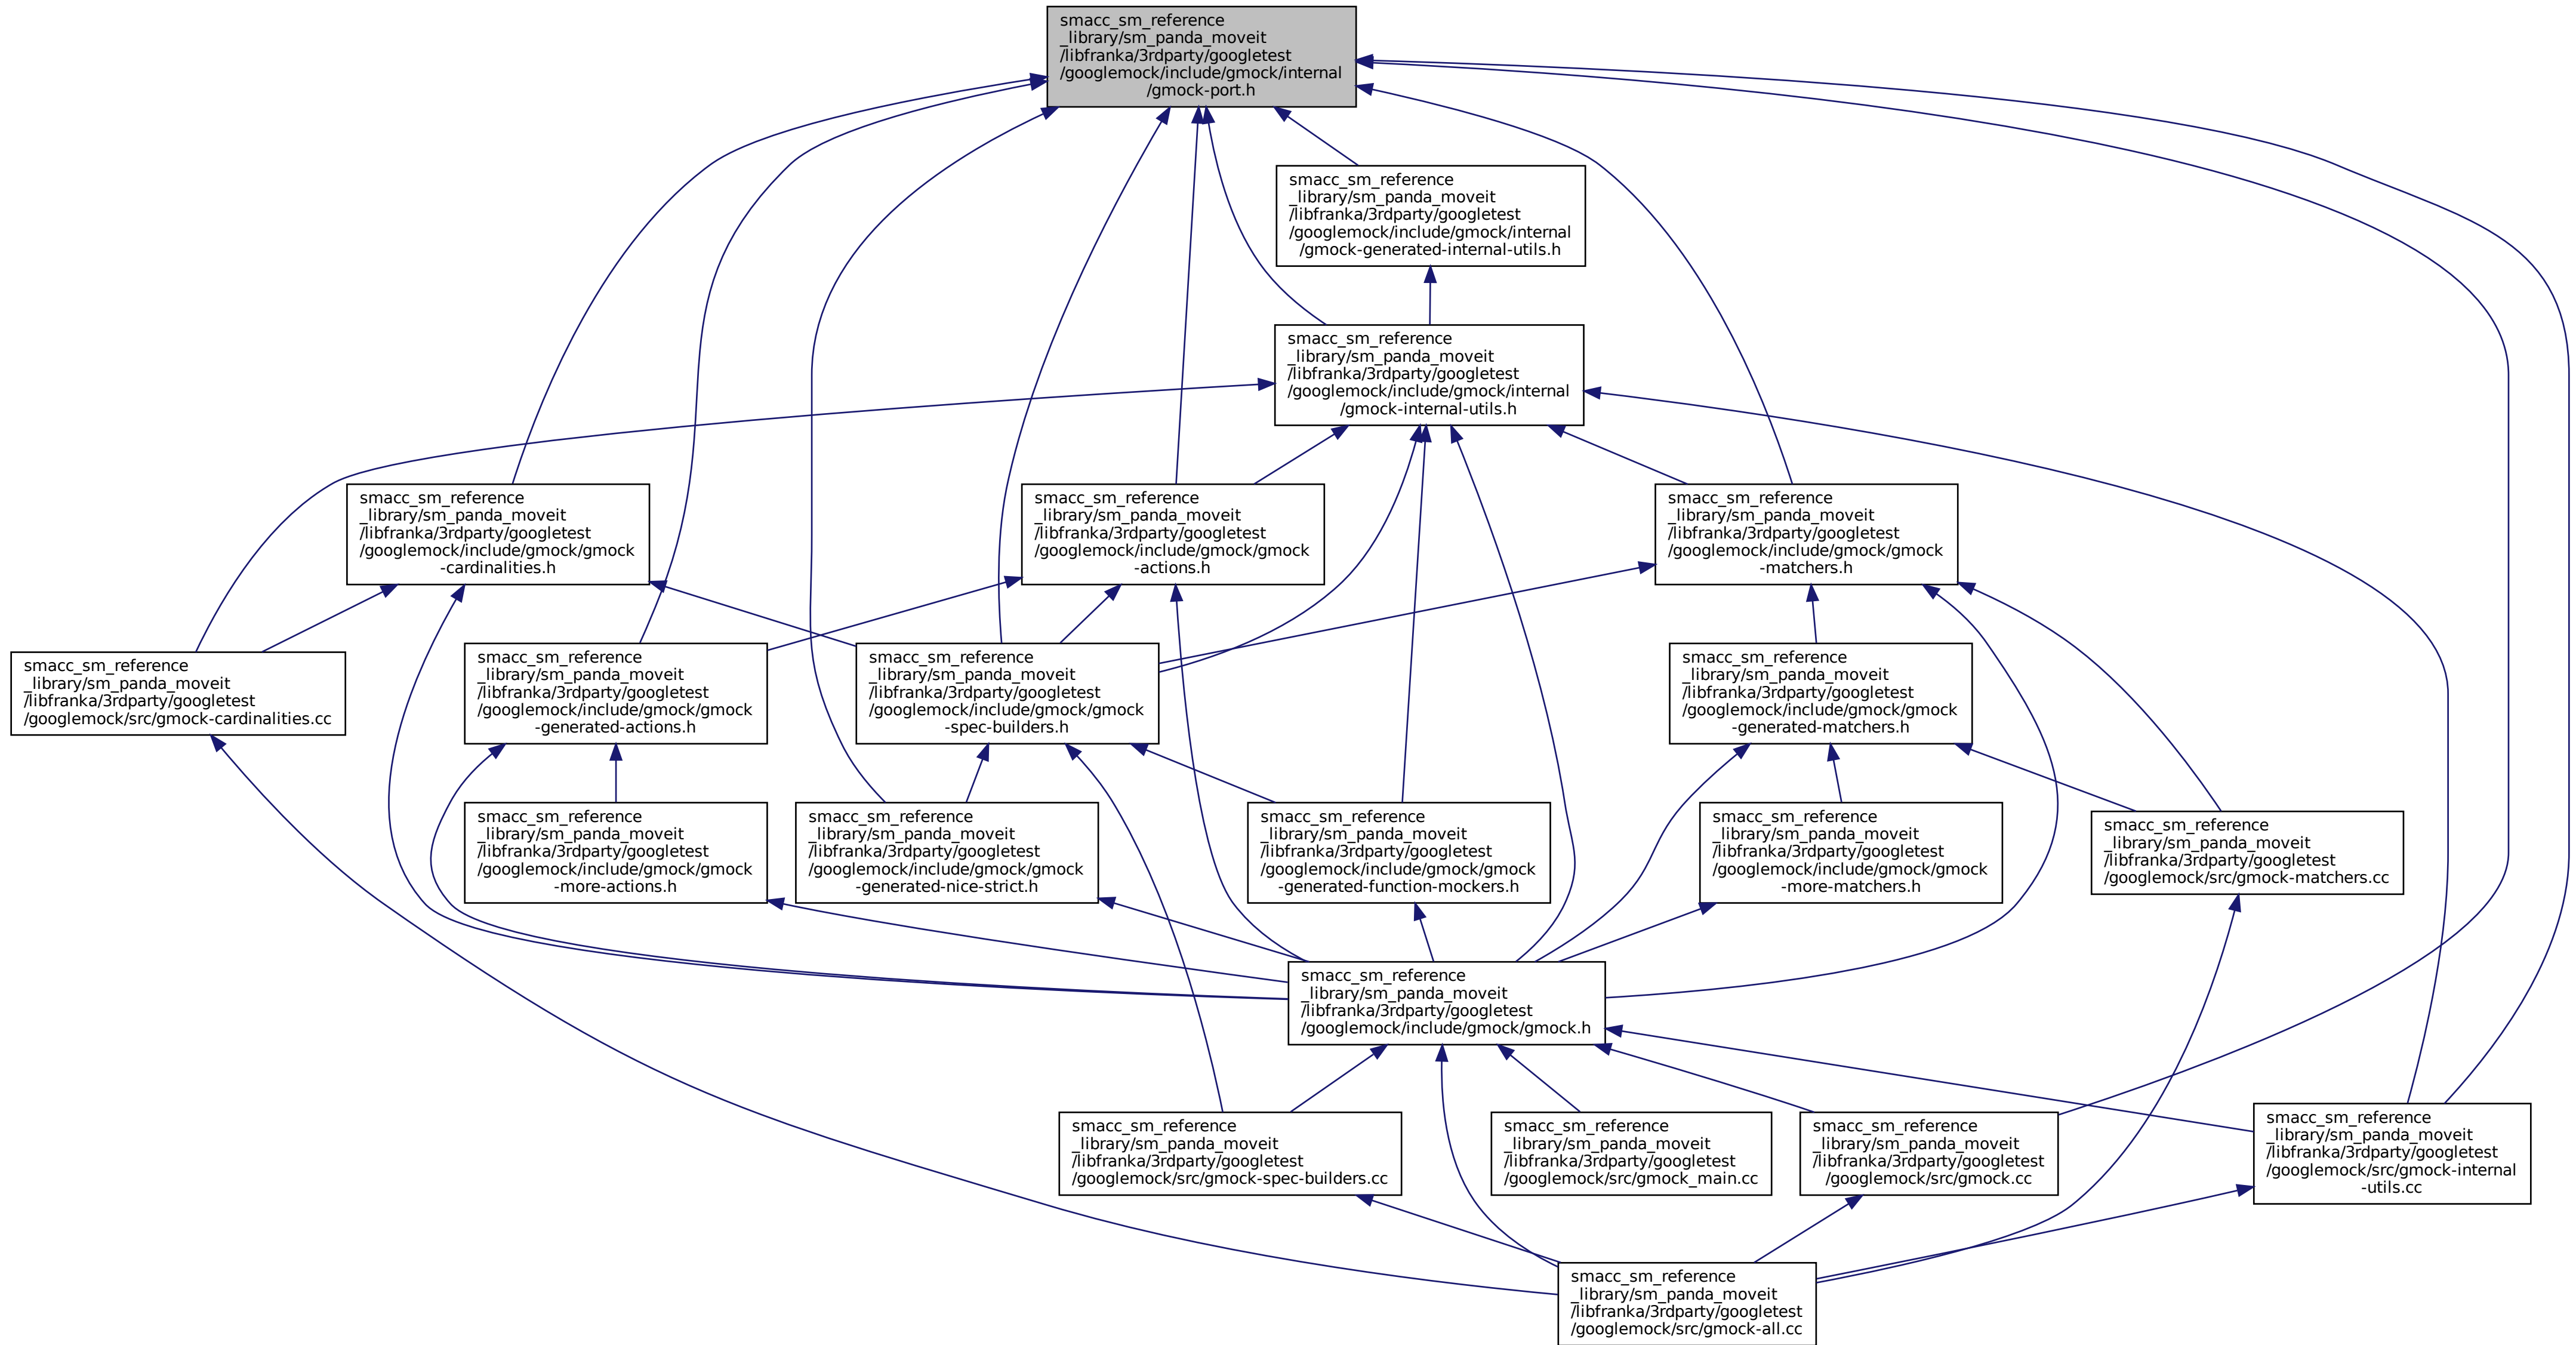 smacc_sm_reference
_library/sm_panda_moveit
/libfranka/3rdparty/googletest
/googlemock/include/gmock/internal
/gmock-port.h
smacc_sm_reference
_library/sm_panda_moveit
/libfranka/3rdparty/googletest
/googlemock/include/gmock/internal
/gmock-generated-internal-utils.h
smacc_sm_reference
_library/sm_panda_moveit
/libfranka/3rdparty/googletest
/googlemock/include/gmock/internal
/gmock-internal-utils.h
smacc_sm_reference
_library/sm_panda_moveit
/libfranka/3rdparty/googletest
/googlemock/include/gmock/gmock
-cardinalities.h
smacc_sm_reference
_library/sm_panda_moveit
/libfranka/3rdparty/googletest
/googlemock/include/gmock/gmock
-actions.h
smacc_sm_reference
_library/sm_panda_moveit
/libfranka/3rdparty/googletest
/googlemock/include/gmock/gmock
-matchers.h
smacc_sm_reference
_library/sm_panda_moveit
/libfranka/3rdparty/googletest
/googlemock/src/gmock-cardinalities.cc
smacc_sm_reference
_library/sm_panda_moveit
/libfranka/3rdparty/googletest
/googlemock/include/gmock/gmock
-generated-actions.h
smacc_sm_reference
_library/sm_panda_moveit
/libfranka/3rdparty/googletest
/googlemock/include/gmock/gmock
-spec-builders.h
smacc_sm_reference
_library/sm_panda_moveit
/libfranka/3rdparty/googletest
/googlemock/include/gmock/gmock
-generated-matchers.h
smacc_sm_reference
_library/sm_panda_moveit
/libfranka/3rdparty/googletest
/googlemock/include/gmock/gmock
-more-actions.h
smacc_sm_reference
_library/sm_panda_moveit
/libfranka/3rdparty/googletest
/googlemock/include/gmock/gmock
-generated-nice-strict.h
smacc_sm_reference
_library/sm_panda_moveit
/libfranka/3rdparty/googletest
/googlemock/include/gmock/gmock
-generated-function-mockers.h
smacc_sm_reference
_library/sm_panda_moveit
/libfranka/3rdparty/googletest
/googlemock/include/gmock/gmock
-more-matchers.h
smacc_sm_reference
_library/sm_panda_moveit
/libfranka/3rdparty/googletest
/googlemock/src/gmock-matchers.cc
smacc_sm_reference
_library/sm_panda_moveit
/libfranka/3rdparty/googletest
/googlemock/include/gmock/gmock.h
smacc_sm_reference
_library/sm_panda_moveit
/libfranka/3rdparty/googletest
/googlemock/src/gmock-spec-builders.cc
smacc_sm_reference
_library/sm_panda_moveit
/libfranka/3rdparty/googletest
/googlemock/src/gmock_main.cc
smacc_sm_reference
_library/sm_panda_moveit
/libfranka/3rdparty/googletest
/googlemock/src/gmock.cc
smacc_sm_reference
_library/sm_panda_moveit
/libfranka/3rdparty/googletest
/googlemock/src/gmock-internal
-utils.cc
smacc_sm_reference
_library/sm_panda_moveit
/libfranka/3rdparty/googletest
/googlemock/src/gmock-all.cc